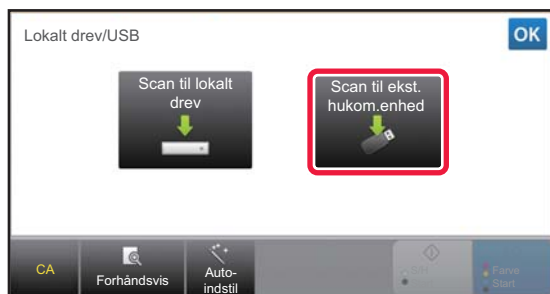 Lokalt drev/USB
OK
Scan til lokalt
drev
Scan til ekst.
hukom.enhed
CA
Forhåndsvis
Auto-
indstil
Farve
Start